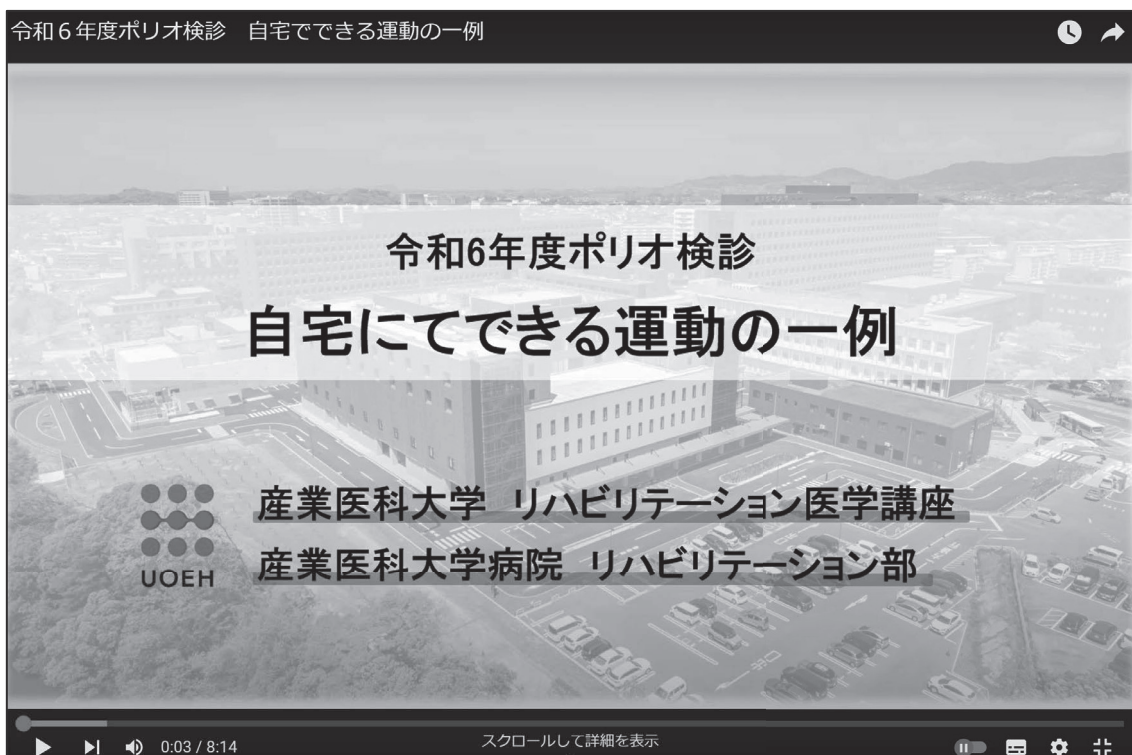 令和６年度ポリオ検診　自宅でできる運動の一例
令和6年度ポリオ検診
自宅にてできる運動の一例
産業医科大学　リハビリテーション医学講座
産業医科大学病院　リハビリテーション部
UOEH
0:03 / 8:14
スクロールして詳細を表示